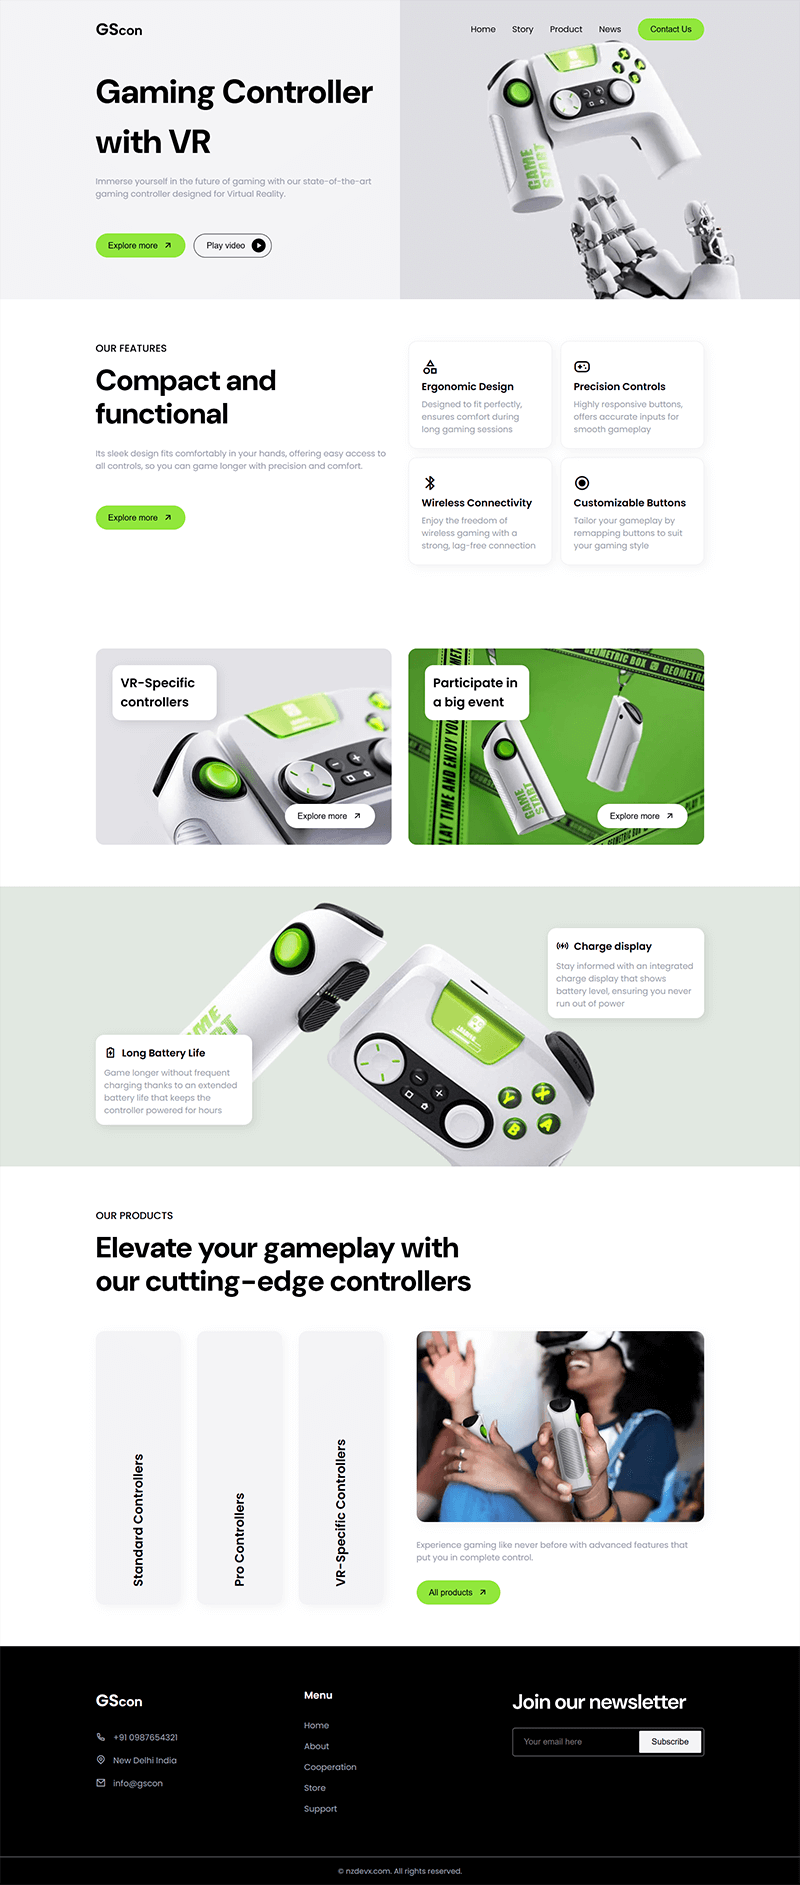 GScon
Home
Story
Product
News
Contact Us
Gaming Controller
with VR
Immerse yourself in the future of gaming with our state-of-the-art
gaming controller designed for Virtual Reality.
Explore more
Play video
GAME
START
OUR FEATURES
Compact and
functional
Its sleek design fits comfortably in your hands, offering easy access to
all controls, so you can game longer with precision and comfort.
Explore more
Ergonomic Design
Designed to fit perfectly,
ensures comfort during
long gaming sessions
Precision Controls
Highly responsive buttons,
offers accurate inputs for
smooth gameplay
Wireless Connectivity
Enjoy the freedom of
wireless gaming with a
strong, lag-free connection
Customizable Buttons
Tailor your gameplay by
remapping buttons to suit
your gaming style
VR-Specific
controllers
Explore more
Participate in
a big event
GEOMETRIC BOX
GEOMETRIC
PLAY TIME AND ENJOY YOU
GAME
START
Explore more
Charge display
Stay informed with an integrated
charge display that shows
battery level, ensuring you never
run out of power
AME
START
Long Battery Life
Game longer without frequent
charging thanks to an extended
battery life that keeps the
controller powered for hours
Y
X
B
A
OUR PRODUCTS
Elevate your gameplay with
our cutting-edge controllers
Standard Controllers
Pro Controllers
VR-Specific Controllers
Experience gaming like never before with advanced features that
put you in complete control.
All products
GScon
+91 0987654321
New Delhi India
info@gscon
Menu
Home
About
Cooperation
Store
Support
Join our newsletter
Your email here
Subscribe
© nzdevx.com. All rights reserved.